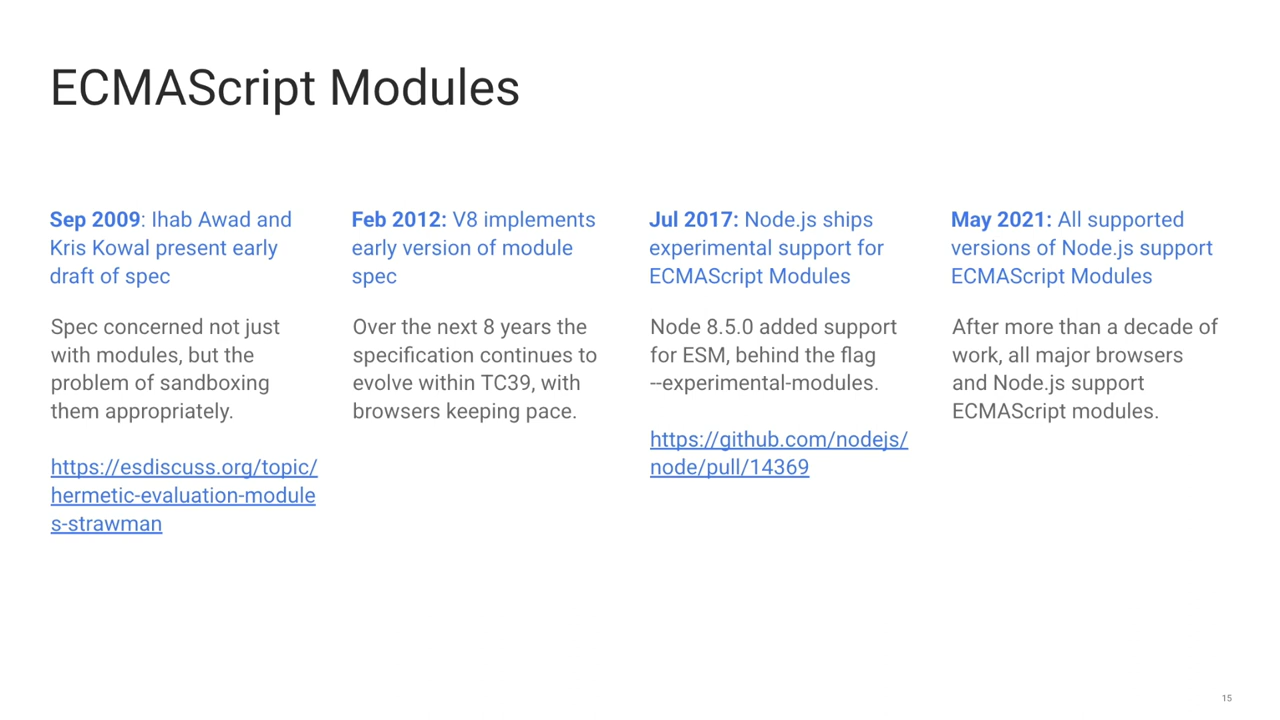 ECMAScript Modules
Sep 2009: Ihab Awad and
Kris Kowal present early
draft of spec
Spec concerned not just
with modules, but the
problem of sandboxing
them appropriately.
https://esdiscuss.org/topic/
hermetic-evaluation-module
s-strawman
Feb 2012: V8 implements
early version of module
spec
Over the next 8 years the
specification continues to
evolve within TC39, with
browsers keeping pace.
Jul 2017: Node.js ships
experimental support for
ECMAScript Modules
Node 8.5.0 added support
for ESM, behind the flag
--experimental-modules.
https://github.com/nodejs/
node/pull/14369
May 2021: All supported
versions of Node.js support
ECMAScript Modules
After more than a decade of
work, all major browsers
and Node.js support
ECMAScript modules.
15